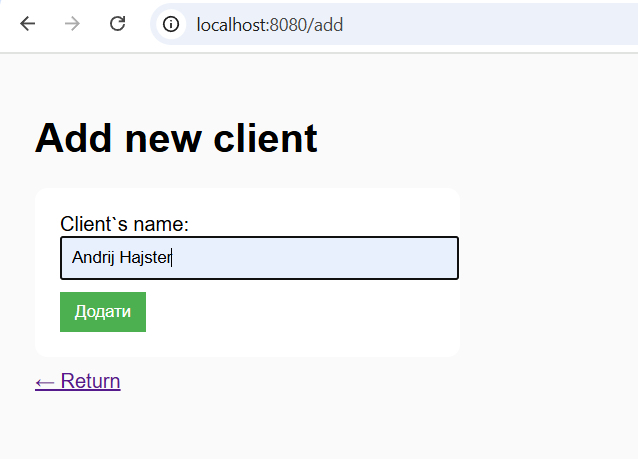 localhost:8080/add
Add new client
Client`s name:
Andrij Hajster
Додати
← Return